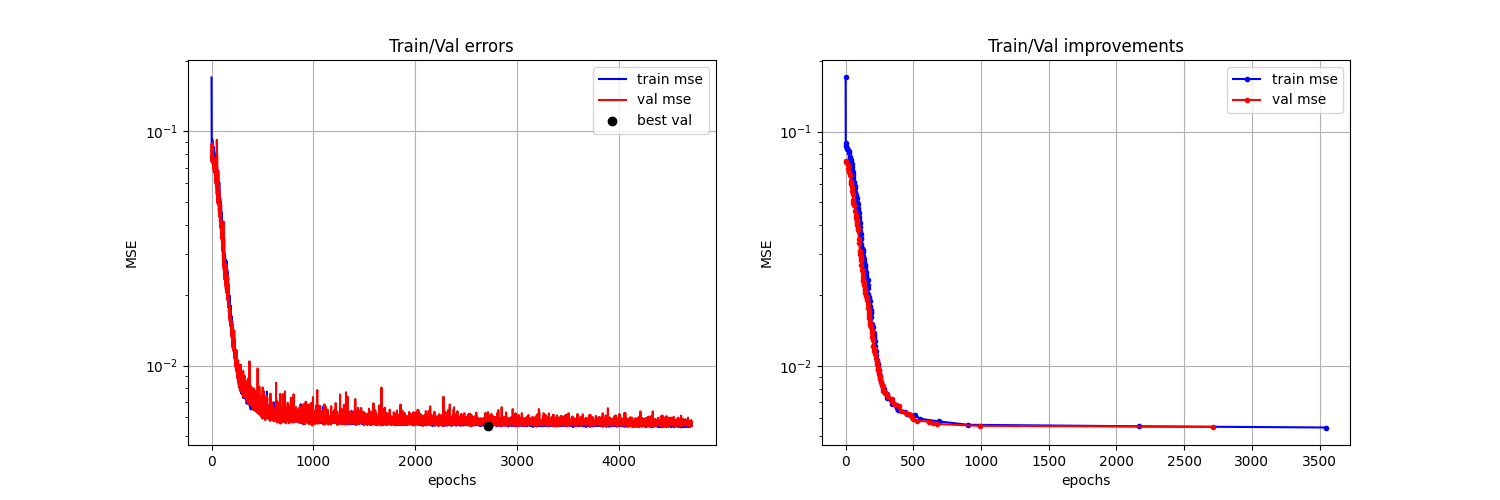 Train/Val errors
train mse
val mse
best val
10⁻¹
10⁻²
MSE
0
1000
2000
3000
4000
epochs
Train/Val improvements
train mse
val mse
10⁻¹
10⁻²
MSE
0
500
1000
1500
2000
2500
3000
3500
epochs